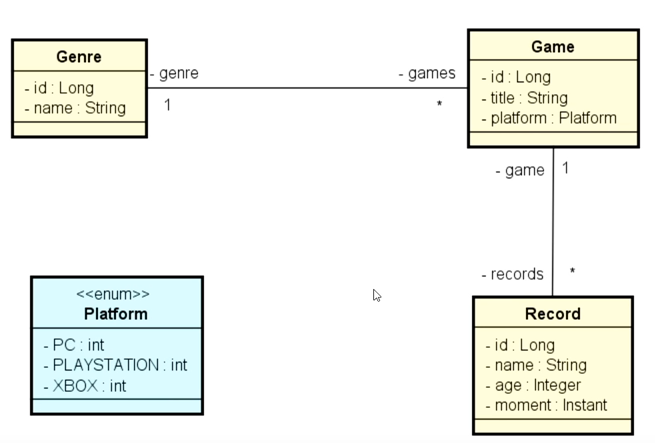 Genre
- id : Long
- name : String
- genre
1
- games
*
Game
- id : Long
- title : String
- platform : Platform
- game
1
- records
*
<<enum>>
Platform
- PC : int
- PLAYSTATION : int
- XBOX : int
Record
- id : Long
- name : String
- age : Integer
- moment : Instant